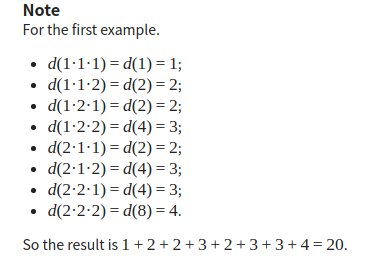 Note
For the first example.
• d(1·1·1) = d(1) = 1;
• d(1·1·2) = d(2) = 2;
• d(1·2·1) = d(2) = 2;
• d(1·2·2) = d(4) = 3;
• d(2·1·1) = d(2) = 2;
• d(2·1·2) = d(4) = 3;
• d(2·2·1) = d(4) = 3;
• d(2·2·2) = d(8) = 4.
So the result is 1 + 2 + 2 + 3 + 2 + 3 + 3 + 4 = 20.